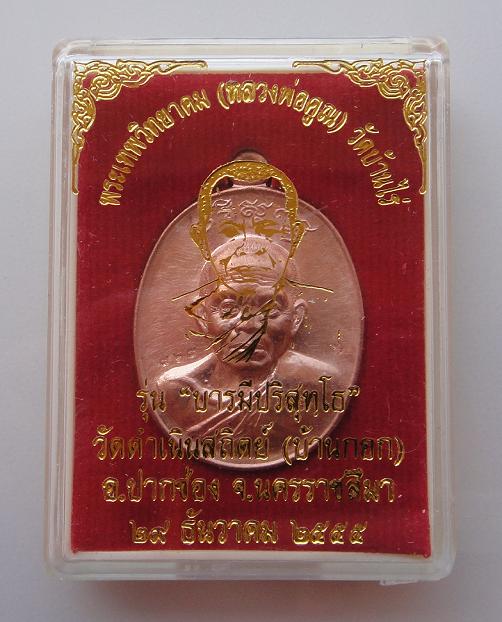 พระเทพวิทยาคม (หลวงพ่อคูณ) วัดบ้านไร่
รุ่น "บารมีปริสุทฺโธ"
วัดดำเนินสถิตย์ (บ้านกอก)
อ.ปากช่อง จ.นครราชสีมา
๒๙ ธันวาคม ๒๕๕๕